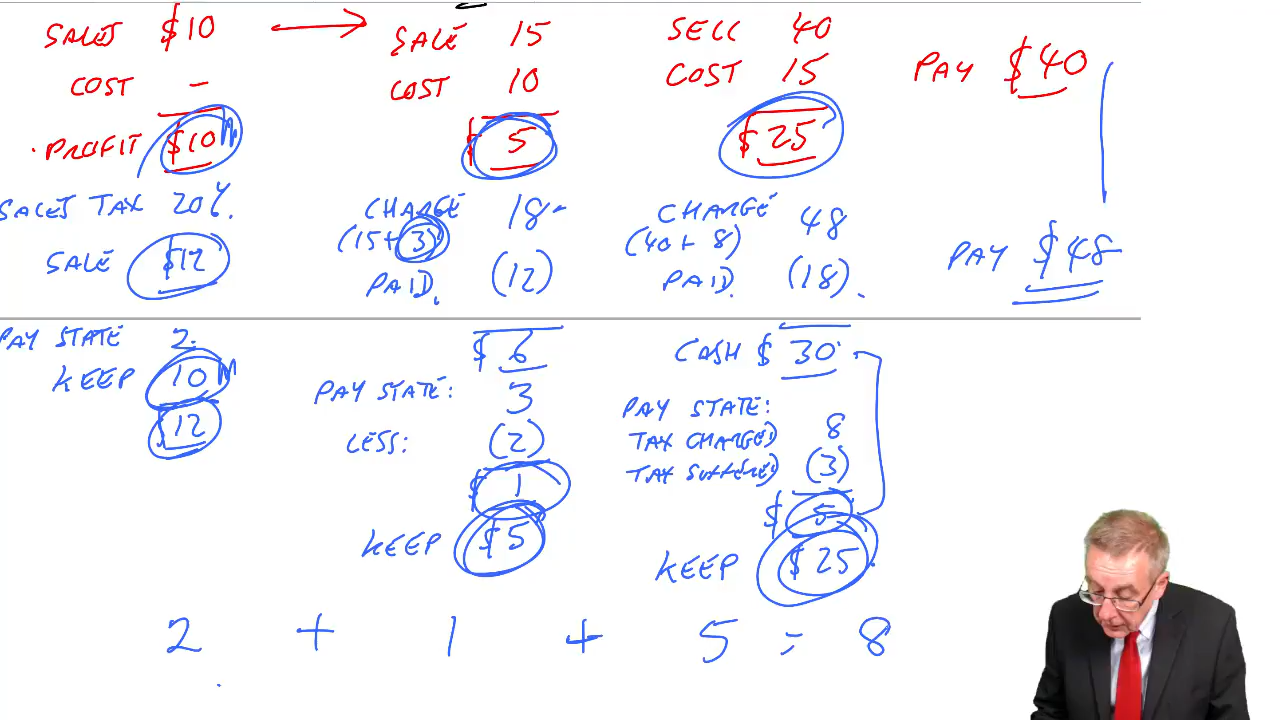 SALES $10
COST -
PROFIT $10
SALES TAX 20%
SALE $12
PAY STATE 2
KEEP 10
12
SALE 15
COST 10
$ 5
CHARGE 18
(15+ 3)
PAID (12)
$ 6
PAY STATE: 3
LESS: (2)
$ 1
KEEP $5
SELL 40
COST 15
$ 25
CHARGE 48
(40+ 8)
PAID (18)
CASH $ 30
PAY STATE:
TAX CHARGED 8
TAX SUFFERED (3)
$ 5
KEEP $ 25
PAY $40
PAY $48
2 + 1 + 5 = 8